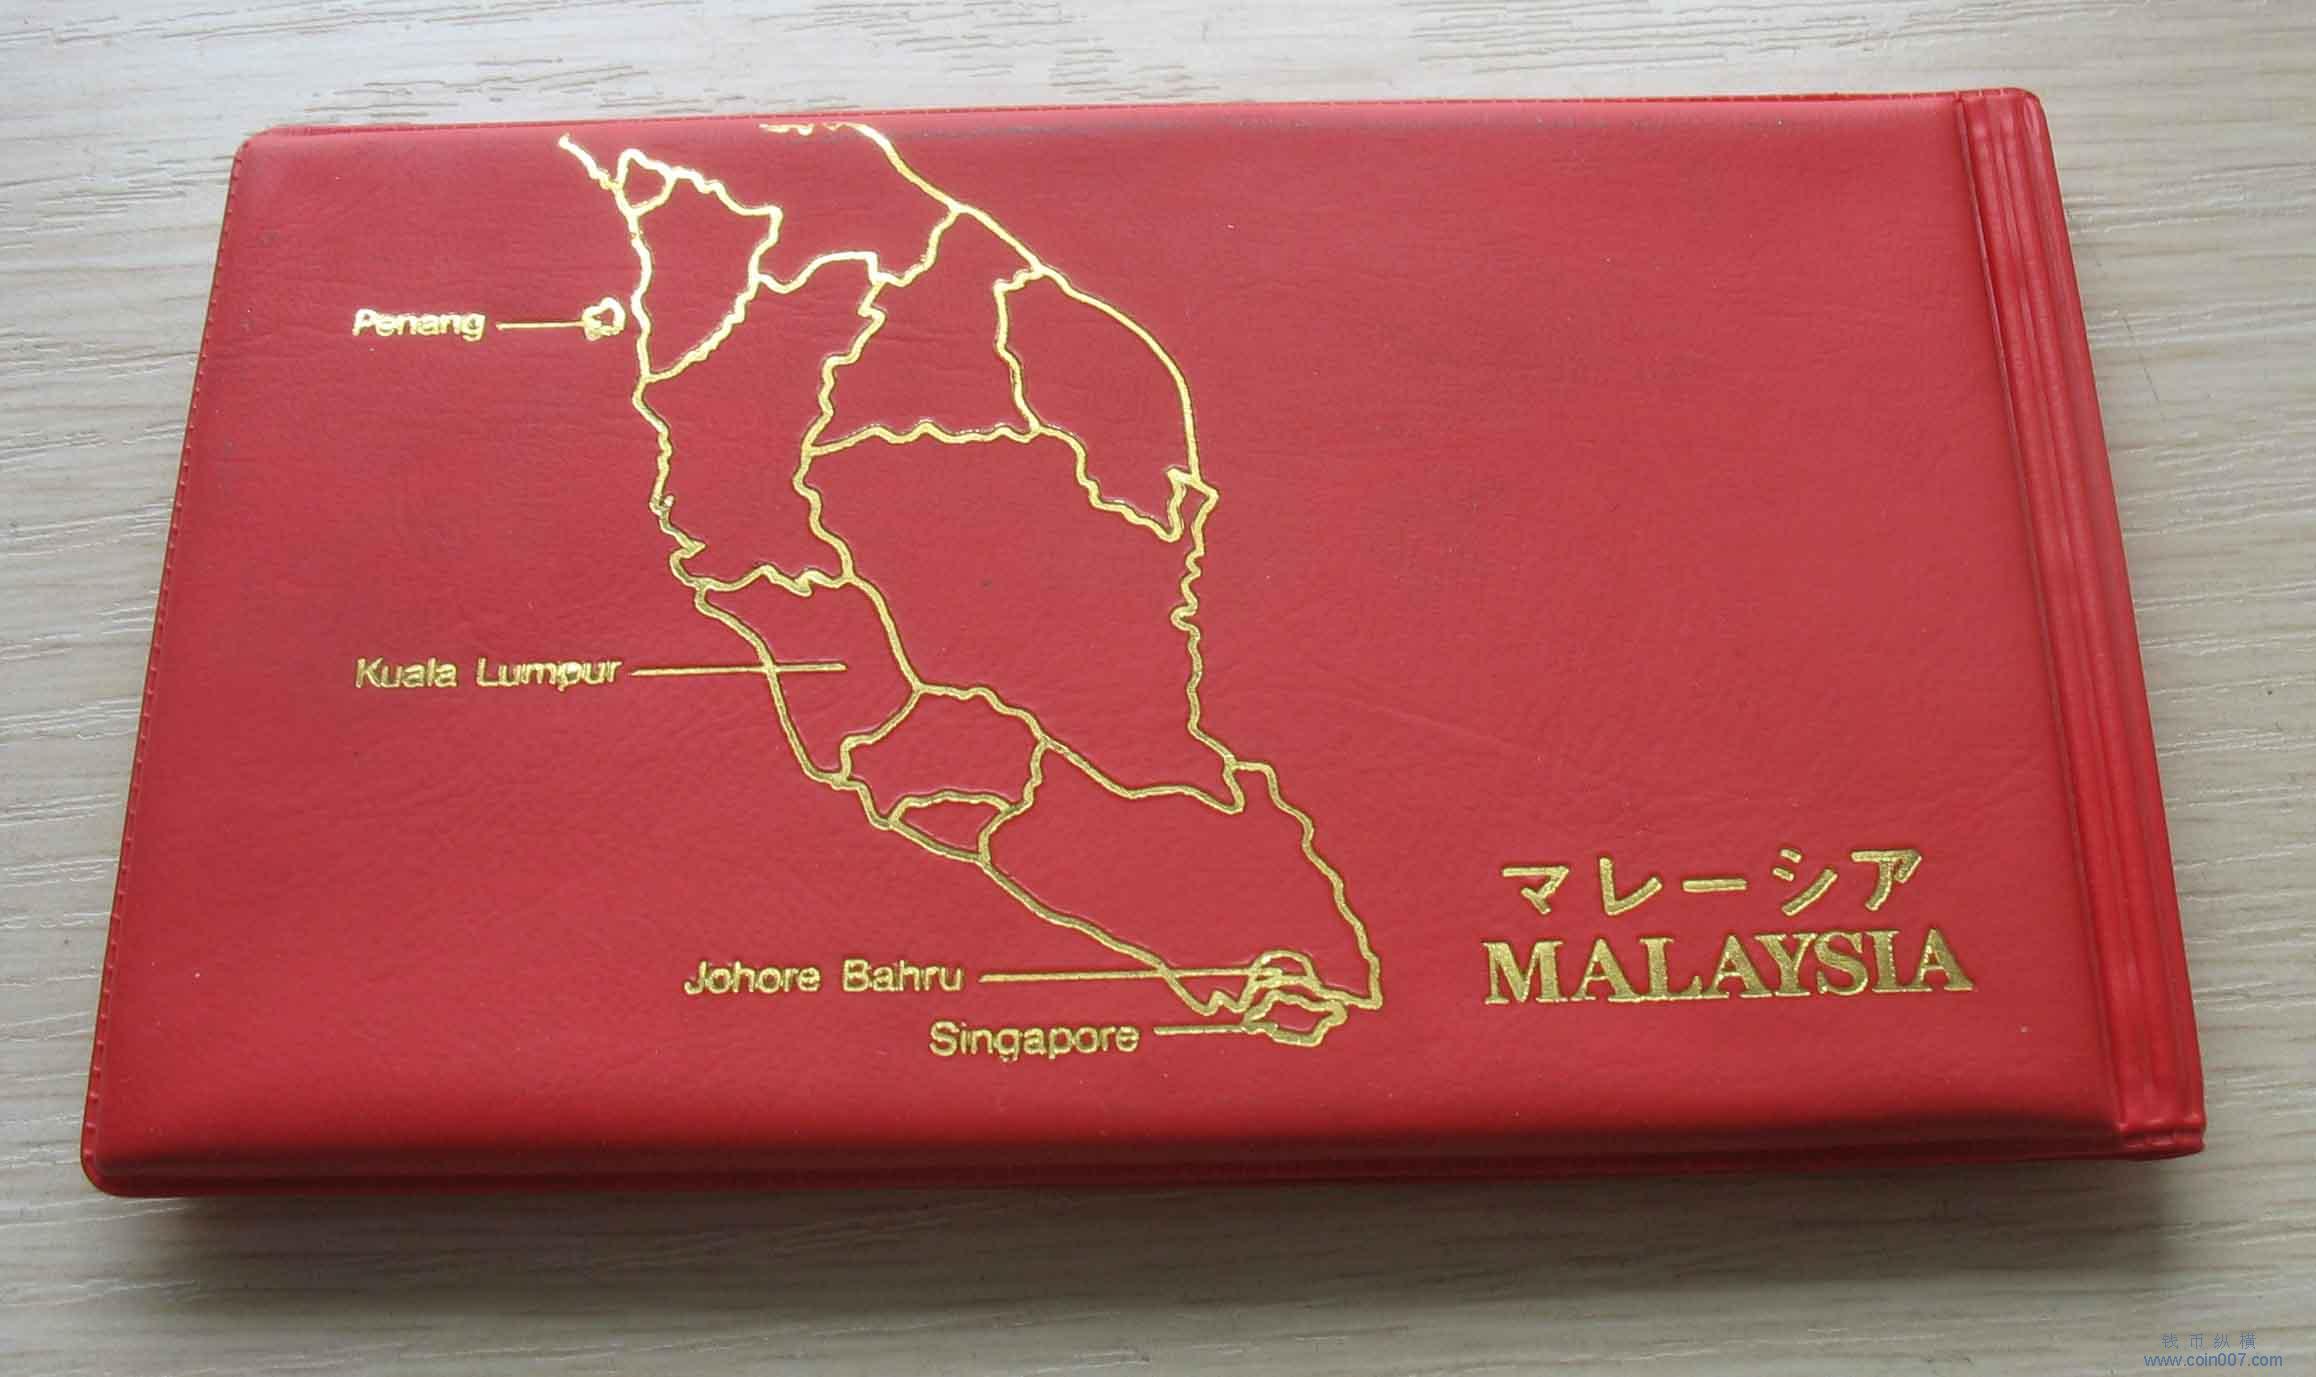 Penang
Kuala Lumpur
マレーシア
MALAYSIA
Johore Bahru
Singapore
钱币纵横
www.coin007.com